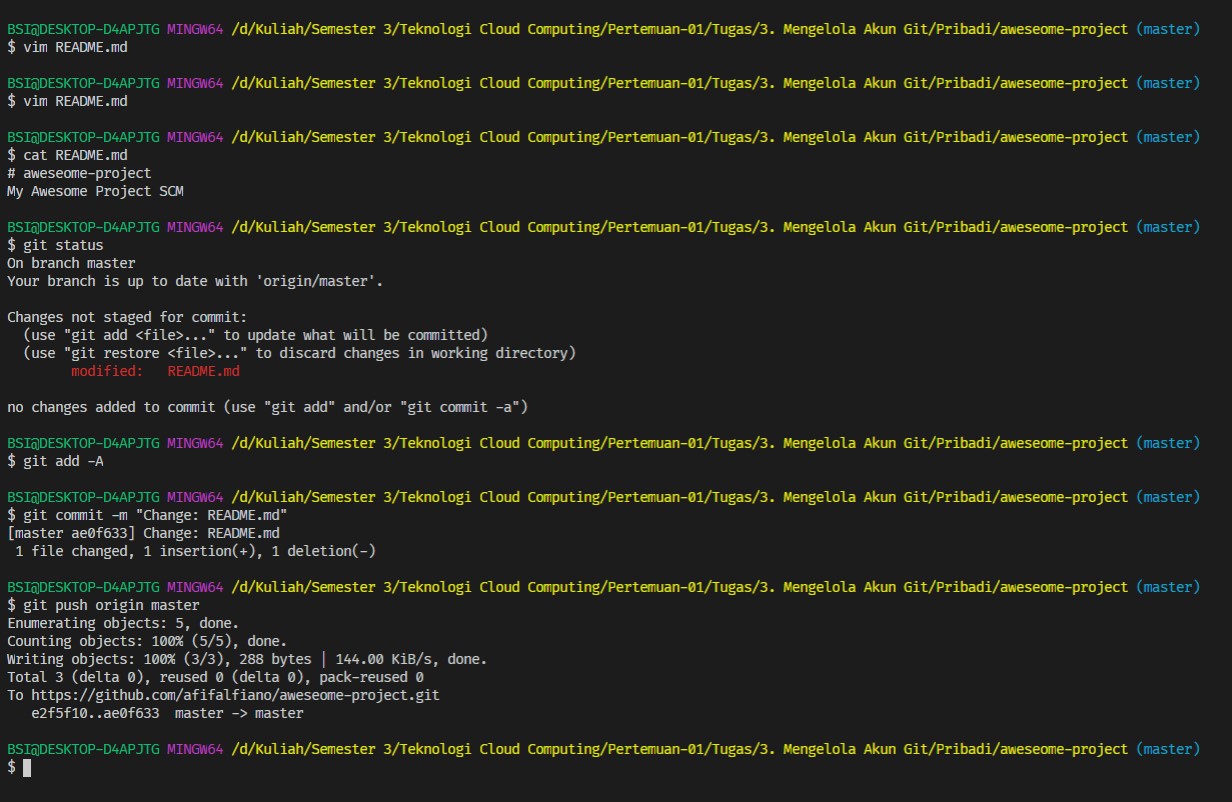 BSI@DESKTOP-D4APJTG MINGW64 /d/Kuliah/Semester 3/Teknologi Cloud Computing/Pertemuan-01/Tugas/3. Mengelola Akun Git/Pribadi/aweseome-project (master)
$ vim README.md
BSI@DESKTOP-D4APJTG MINGW64 /d/Kuliah/Semester 3/Teknologi Cloud Computing/Pertemuan-01/Tugas/3. Mengelola Akun Git/Pribadi/aweseome-project (master)
$ vim README.md
BSI@DESKTOP-D4APJTG MINGW64 /d/Kuliah/Semester 3/Teknologi Cloud Computing/Pertemuan-01/Tugas/3. Mengelola Akun Git/Pribadi/aweseome-project (master)
$ cat README.md
# aweseome-project
My Awesome Project SCM
BSI@DESKTOP-D4APJTG MINGW64 /d/Kuliah/Semester 3/Teknologi Cloud Computing/Pertemuan-01/Tugas/3. Mengelola Akun Git/Pribadi/aweseome-project (master)
$ git status
On branch master
Your branch is up to date with 'origin/master'.
Changes not staged for commit:
(use "git add <file>..." to update what will be committed)
(use "git restore <file>..." to discard changes in working directory)
modified: README.md
no changes added to commit (use "git add" and/or "git commit -a")
BSI@DESKTOP-D4APJTG MINGW64 /d/Kuliah/Semester 3/Teknologi Cloud Computing/Pertemuan-01/Tugas/3. Mengelola Akun Git/Pribadi/aweseome-project (master)
$ git add -A
BSI@DESKTOP-D4APJTG MINGW64 /d/Kuliah/Semester 3/Teknologi Cloud Computing/Pertemuan-01/Tugas/3. Mengelola Akun Git/Pribadi/aweseome-project (master)
$ git commit -m "Change: README.md"
[master ae0f633] Change: README.md
1 file changed, 1 insertion(+), 1 deletion(-)
BSI@DESKTOP-D4APJTG MINGW64 /d/Kuliah/Semester 3/Teknologi Cloud Computing/Pertemuan-01/Tugas/3. Mengelola Akun Git/Pribadi/aweseome-project (master)
$ git push origin master
Enumerating objects: 5, done.
Counting objects: 100% (5/5), done.
Writing objects: 100% (3/3), 288 bytes | 144.00 KiB/s, done.
Total 3 (delta 0), reused 0 (delta 0), pack-reused 0
To https://github.com/afifalfiano/aweseome-project.git
e2f5f10..ae0f633 master -> master
BSI@DESKTOP-D4APJTG MINGW64 /d/Kuliah/Semester 3/Teknologi Cloud Computing/Pertemuan-01/Tugas/3. Mengelola Akun Git/Pribadi/aweseome-project (master)
$